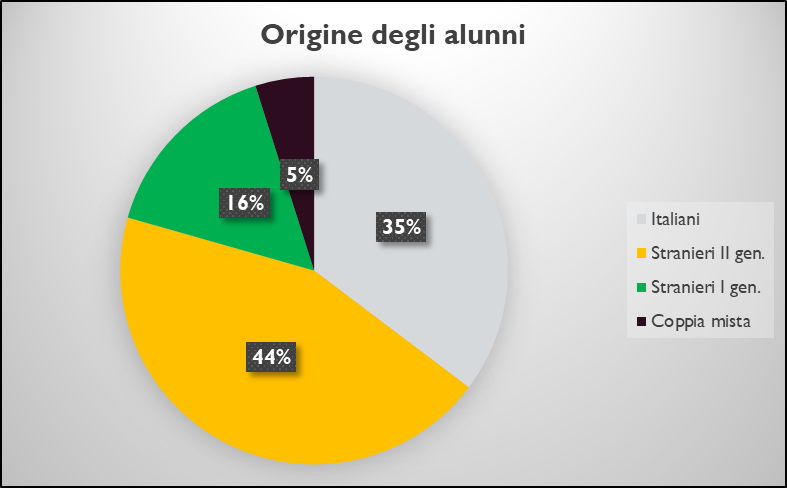 Origine degli alunni
5%
16%
35%
44%
Italiani
Stranieri II gen.
Stranieri I gen.
Coppia mista